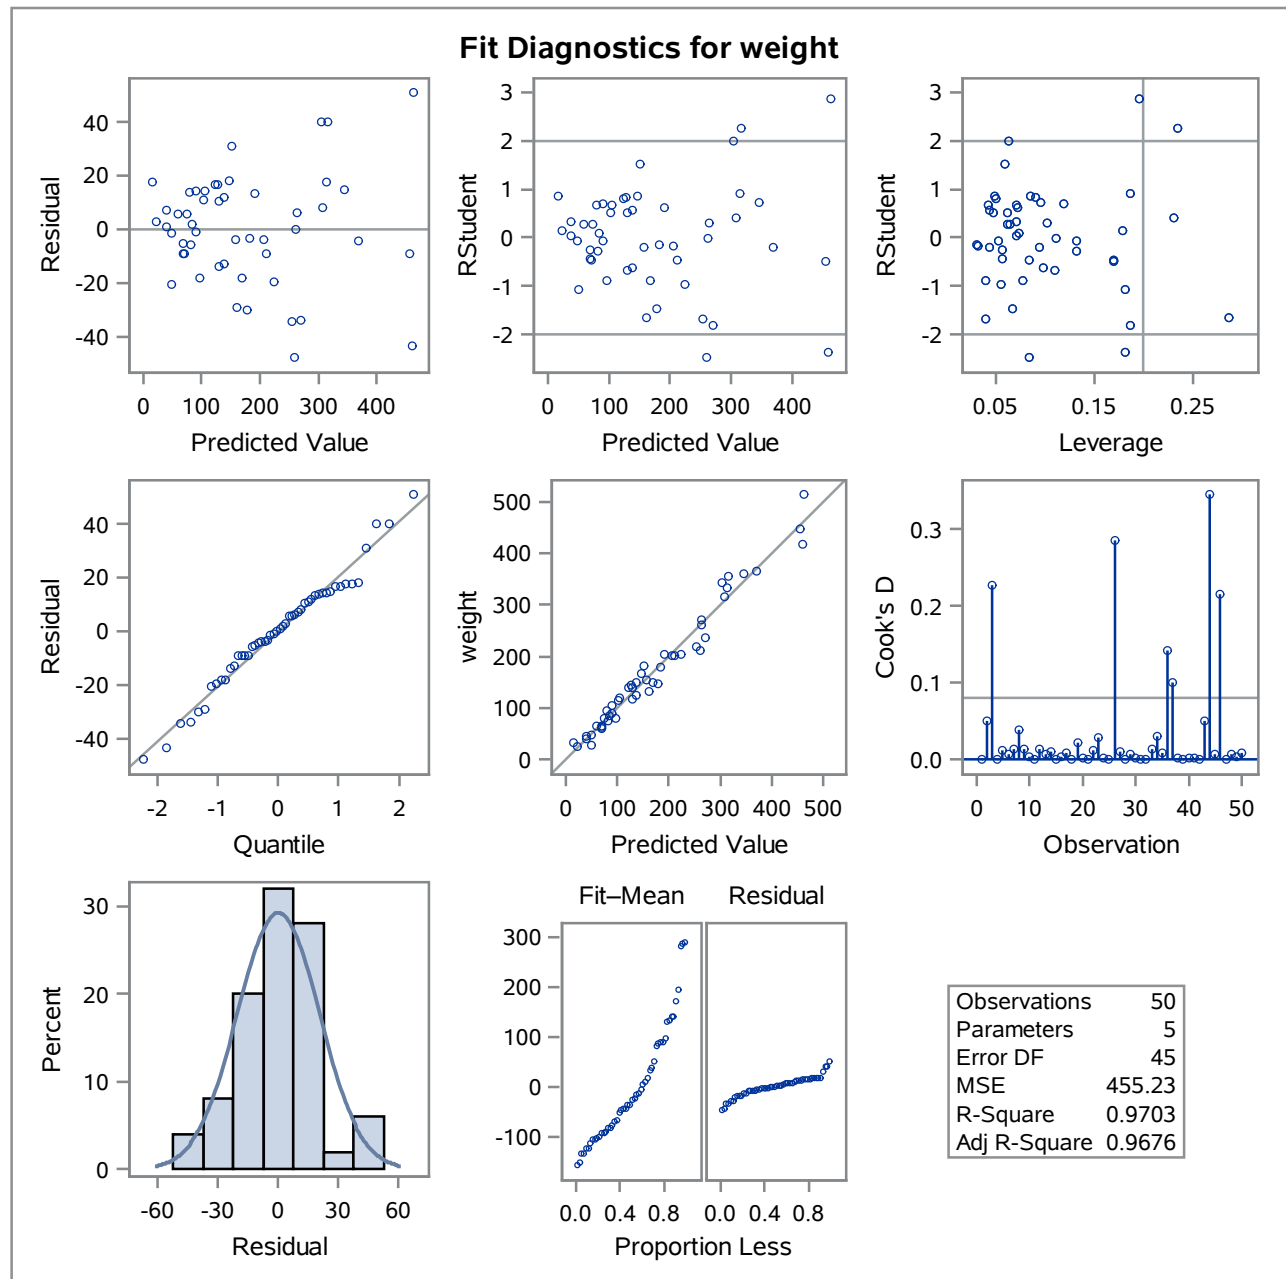 Fit Diagnostics for weight
40
20
0
-20
-40
Residual
0 100 200 300 400
Predicted Value
3
2
1
0
-1
-2
RStudent
0 100 200 300 400
Predicted Value
3
2
1
0
-1
-2
RStudent
0.05 0.15 0.25
Leverage
40
20
0
-20
-40
Residual
-2 -1 0 1 2
Quantile
500
400
300
200
100
0
weight
0 100 200 300 400 500
Predicted Value
0.3
0.2
0.1
0.0
Cook's D
0 10 20 30 40 50
Observation
30
20
10
0
Percent
-60 -30 0 30 60
Residual
Fit–Mean Residual
300
200
100
0
-100
0.0 0.4 0.8 0.0 0.4 0.8
Proportion Less
Observations 50
Parameters 5
Error DF 45
MSE 455.23
R-Square 0.9703
Adj R-Square 0.9676